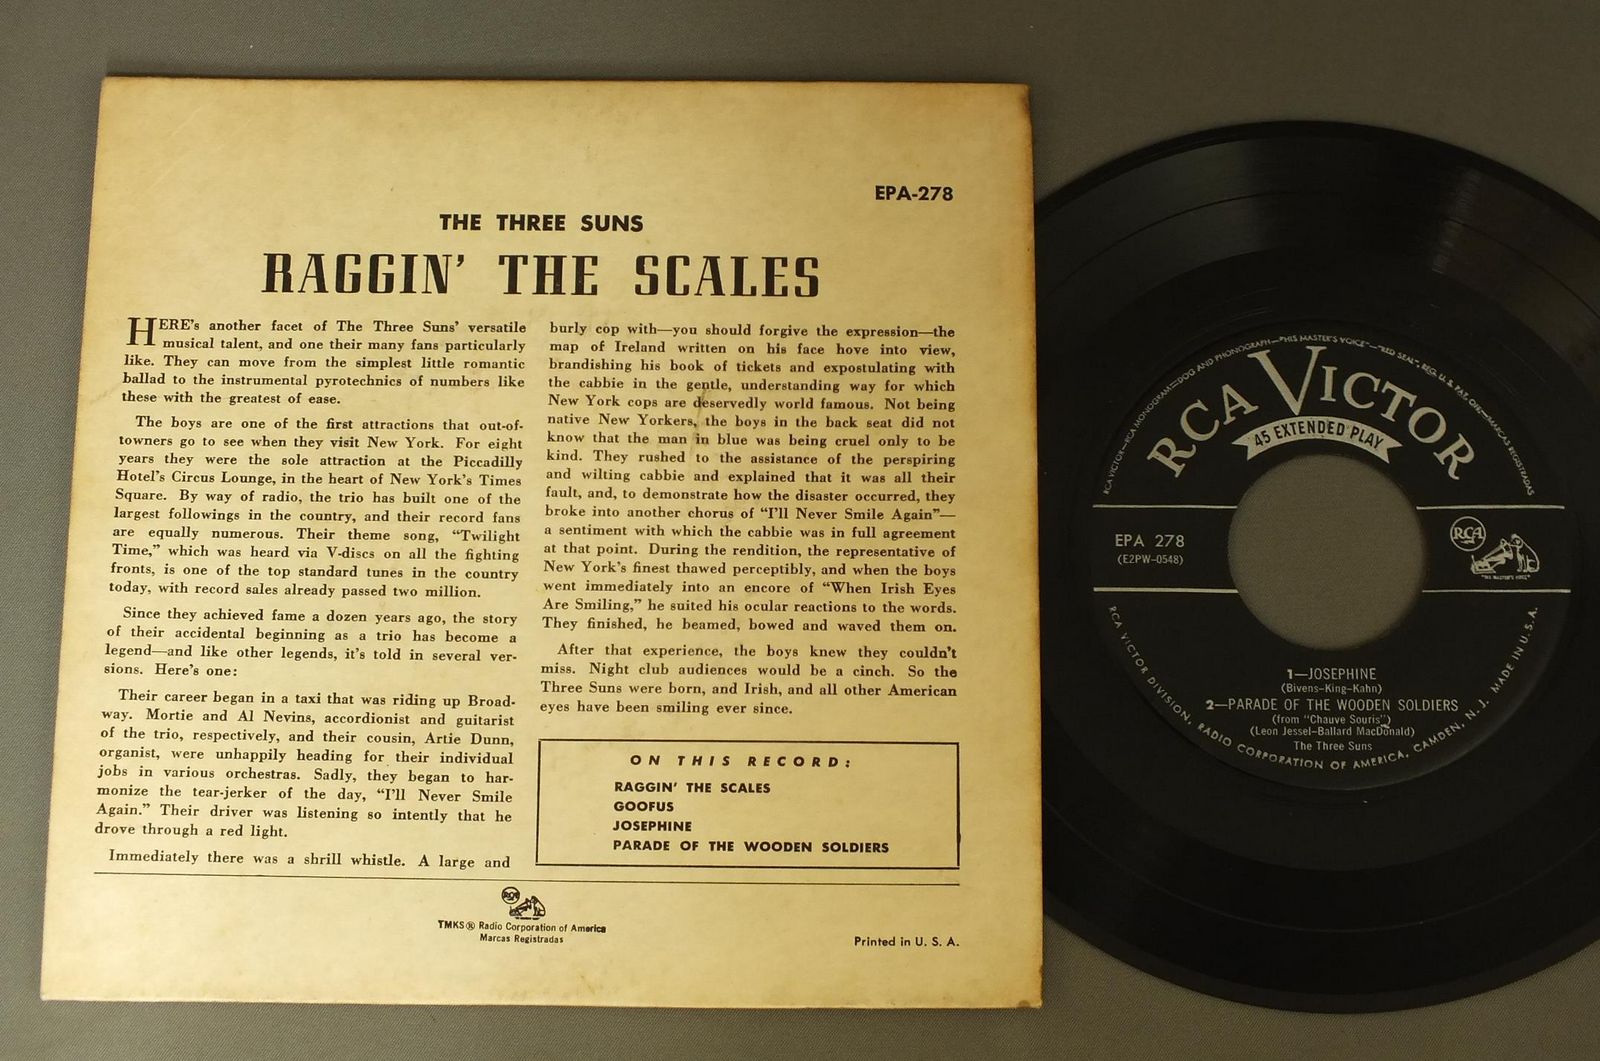 EPA-278
THE THREE SUNS
RAGGIN' THE SCALES
HERE's another facet of The Three Suns' versatile
musical talent, and one their many fans particularly
like. They can move from the simplest little romantic
ballad to the instrumental pyrotechnics of numbers like
these with the greatest of ease.
The boys are one of the first attractions that out-of-
towners go to see when they visit New York. For eight
years they were the sole attraction at the Piccadilly
Hotel's Circus Lounge, in the heart of New York's Times
Square. By way of radio, the trio has built one of the
largest followings in the country, and their record fans
are equally numerous. Their theme song, “Twilight
Time,” which was heard via V-discs on all the fighting
fronts, is one of the top standard tunes in the country
today, with record sales already passed two million.
Since they achieved fame a dozen years ago, the story
of their accidental beginning as a trio has become a
legend—and like other legends, it's told in several ver-
sions. Here's one:
Their career began in a taxi that was riding up Broad-
way. Mortie and Al Nevins, accordionist and guitarist
of the trio, respectively, and their cousin, Artie Dunn,
organist, were unhappily heading for their individual
jobs in various orchestras. Sadly, they began to har-
monize the tear-jerker of the day, “I'll Never Smile
Again.” Their driver was listening so intently that he
drove through a red light.
Immediately there was a shrill whistle. A large and
burly cop with—you should forgive the expression—the
map of Ireland written on his face hove into view,
brandishing his book of tickets and expostulating with
the cabbie in the gentle, understanding way for which
New York cops are deservedly world famous. Not being
native New Yorkers, the boys in the back seat did not
know that the man in blue was being cruel only to be
kind. They rushed to the assistance of the perspiring
and wilting cabbie and explained that it was all their
fault, and, to demonstrate how the disaster occurred, they
broke into another chorus of “I'll Never Smile Again”—
a sentiment with which the cabbie was in full agreement
at that point. During the rendition, the representative of
New York's finest thawed perceptibly, and when the boys
went immediately into an encore of “When Irish Eyes
Are Smiling,” he suited his ocular reactions to the words.
They finished, he beamed, bowed and waved them on.
After that experience, the boys knew they couldn't
miss. Night club audiences would be a cinch. So the
Three Suns were born, and Irish, and all other American
eyes have been smiling ever since.
ON THIS RECORD:
RAGGIN' THE SCALES
GOOFUS
JOSEPHINE
PARADE OF THE WOODEN SOLDIERS
RCA
TMKS ® Radio Corporation of America
Marcas Registradas
Printed in U. S. A.
RCA VICTOR—RCA MONOGRAM—DOG AND PHONOGRAPH—"HIS MASTER'S VOICE"—"RED SEAL", REG. U. S. PAT. OFF.—MARCAS REGISTRADAS
RCA VICTOR
45 EXTENDED PLAY
EPA 278
(E2PW-0548)
RCA
"HIS MASTER'S VOICE"
1—JOSEPHINE
(Bivens-King-Kahn)
2—PARADE OF THE WOODEN SOLDIERS
(from "Chauve Souris")
(Leon Jessel-Ballard MacDonald)
The Three Suns
RCA VICTOR DIVISION, RADIO CORPORATION OF AMERICA, CAMDEN, N. J. MADE IN U. S. A.